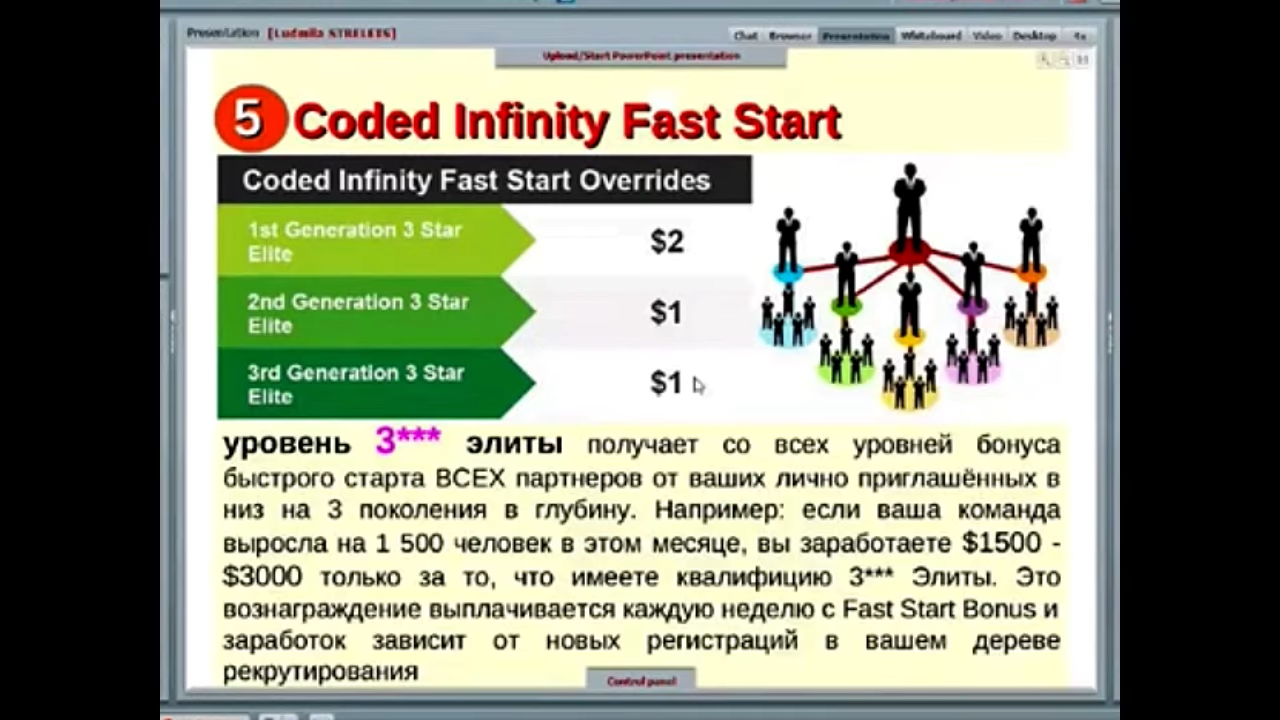 Presentation [Ludmila STRELETS]
Chat Browser Presentation Whiteboard Video Desktop
Upload/Start PowerPoint presentation
5 Coded Infinity Fast Start
Coded Infinity Fast Start Overrides
1st Generation 3 Star
Elite
$2
2nd Generation 3 Star
Elite
$1
3rd Generation 3 Star
Elite
$1
уровень 3*** элиты получает со всех уровней бонуса
быстрого старта ВСЕХ партнеров от ваших лично приглашённых в
низ на 3 поколения в глубину. Например: если ваша команда
выросла на 1 500 человек в этом месяце, вы заработаете $1500 -
$3000 только за то, что имеете квалифицию 3*** Элиты. Это
вознаграждение выплачивается каждую неделю с Fast Start Bonus и
заработок зависит от новых регистраций в вашем дереве
рекрутирования
Control panel